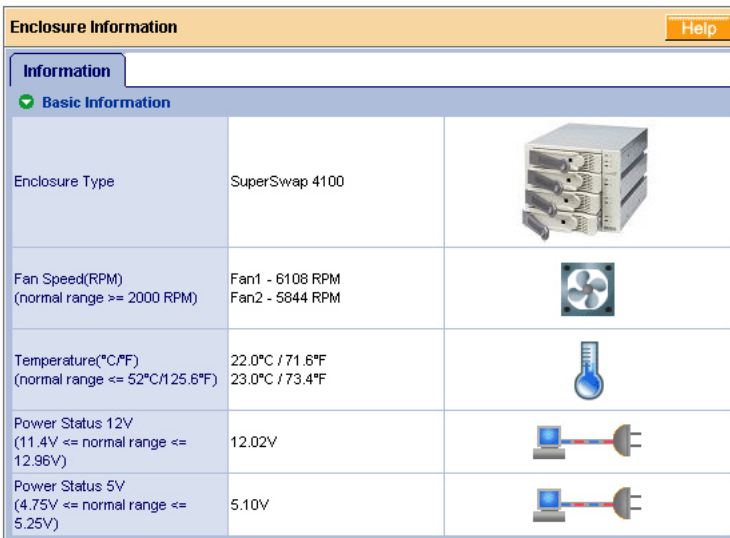 Enclosure Information
Help
Information
Basic Information
Enclosure Type
SuperSwap 4100
Fan Speed(RPM)
(normal range >= 2000 RPM)
Fan1 - 6108 RPM
Fan2 - 5844 RPM
Temperature(°C/°F)
(normal range <= 52°C/125.6°F)
22.0°C / 71.6°F
23.0°C / 73.4°F
Power Status 12V
(11.4V <= normal range <=
12.96V)
12.02V
Power Status 5V
(4.75V <= normal range <=
5.25V)
5.10V